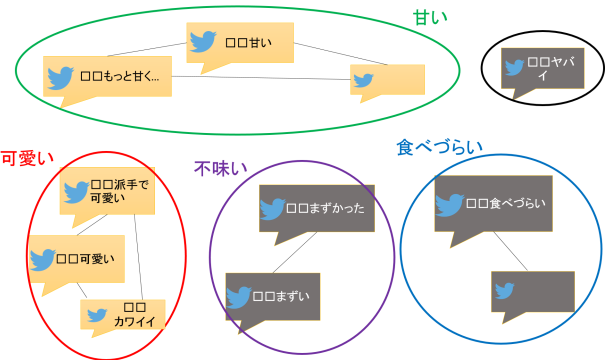 甘い
□□甘い
□□もっと甘く...
□□ヤバ
イ
可愛い
□□派手で
可愛い
□□可愛い
□□
カワイイ
不味い
□□まずかった
□□まずい
食べづらい
□□食べづらい